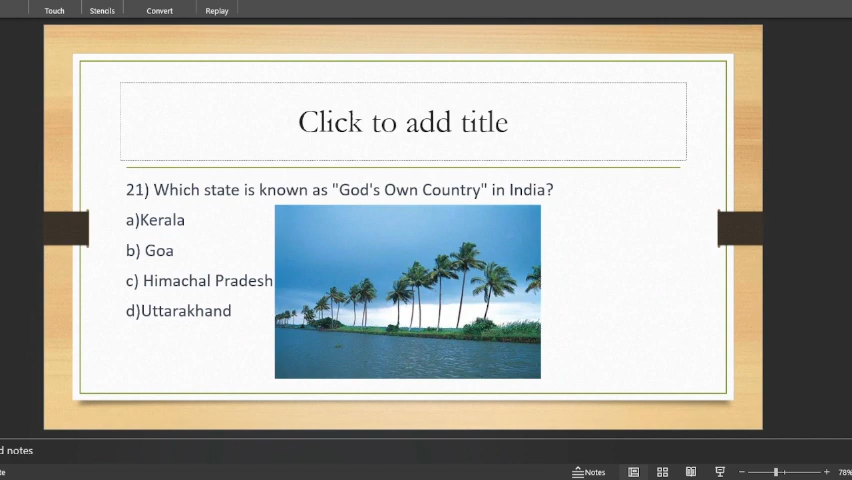 Touch Stencils Convert Replay
Click to add title
21) Which state is known as "God's Own Country" in India?
a)Kerala
b) Goa
c) Himachal Pradesh
d)Uttarakhand
notes
Notes 78%